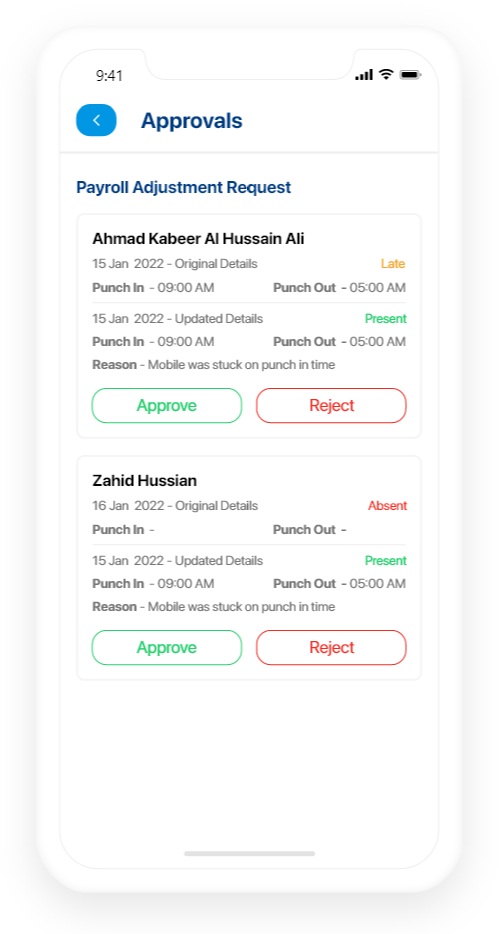 9:41
Approvals
Payroll Adjustment Request
Ahmad Kabeer Al Hussain Ali
15 Jan 2022 - Original Details Late
Punch In - 09:00 AM Punch Out - 05:00 AM
15 Jan 2022 - Updated Details Present
Punch In - 09:00 AM Punch Out - 05:00 AM
Reason - Mobile was stuck on punch in time
Approve Reject
Zahid Hussian
16 Jan 2022 - Original Details Absent
Punch In - Punch Out -
15 Jan 2022 - Updated Details Present
Punch In - 09:00 AM Punch Out - 05:00 AM
Reason - Mobile was stuck on punch in time
Approve Reject